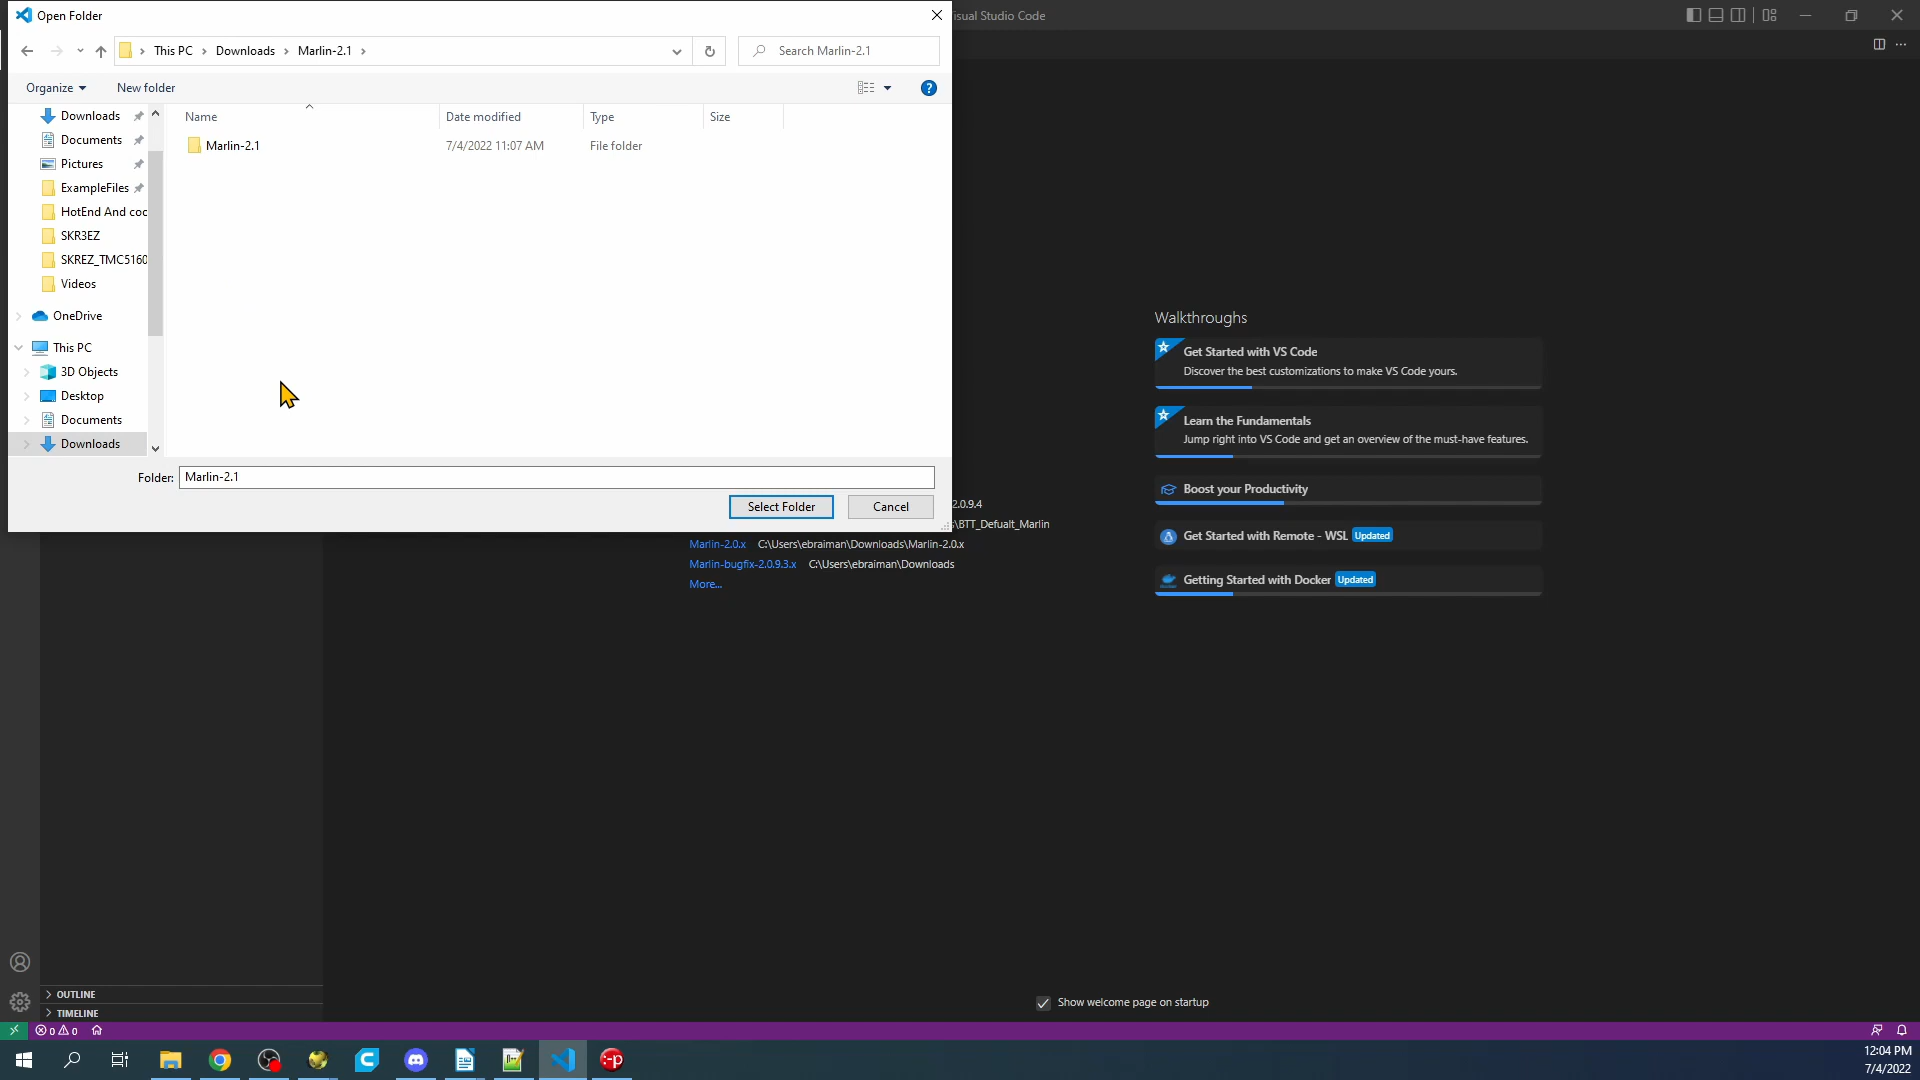 Open Folder
isual Studio Code
This PC > Downloads > Marlin-2.1 >
Search Marlin-2.1
Organize
New folder
?
Name
Date modified
Type
Size
Marlin-2.1
7/4/2022 11:07 AM
File folder
Downloads
Documents
Pictures
ExampleFiles
HotEnd And coo
SKR3EZ
SKREZ_TMC5160
Videos
OneDrive
This PC
3D Objects
Desktop
Documents
Downloads
Folder:
Marlin-2.1
Select Folder
Cancel
2.0.9.4
\BTT_Defualt_Marlin
Marlin-2.0.x C:\Users\ebraiman\Downloads\Marlin-2.0.x
Marlin-bugfix-2.0.9.3.x C:\Users\ebraiman\Downloads
More...
Walkthroughs
Get Started with VS Code
Discover the best customizations to make VS Code yours.
Learn the Fundamentals
Jump right into VS Code and get an overview of the must-have features.
Boost your Productivity
Get Started with Remote - WSL Updated
Getting Started with Docker Updated
Show welcome page on startup
OUTLINE
TIMELINE
0 0
12:04 PM
7/4/2022